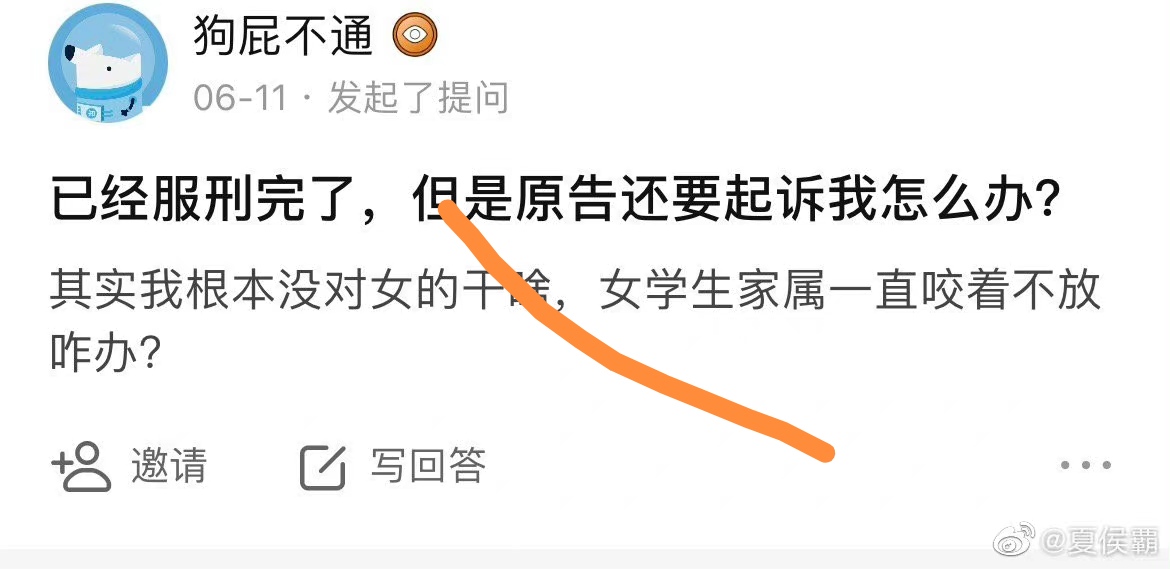 狗屁不通
06-11 · 发起了提问
已经服刑完了，但是原告还要起诉我怎么办？
其实我根本没对女的干啥，女学生家属一直咬着不放
咋办？
邀请
写回答
@夏侯霸